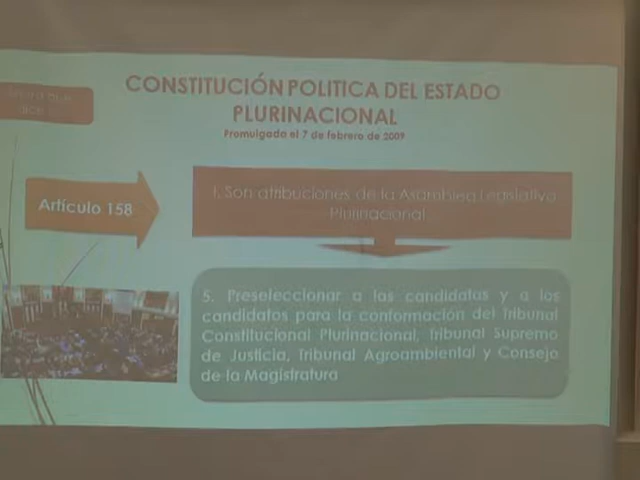 CONSTITUCIÓN POLITICA DEL ESTADO
PLURINACIONAL
Promulgada el 7 de febrero de 2009
Artículo 158
I. Son atribuciones de la Asamblea Legislativa
Plurinacional
5. Preseleccionar a las candidatas y a los
candidatos para la conformación del Tribunal
Constitucional Plurinacional, Tribunal Supremo
de Justicia, Tribunal Agroambiental y Consejo
de la Magistratura